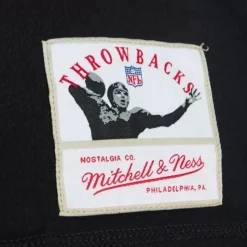 THROWBACKS
NFL
NOSTALGIA CO.
Mitchell & Ness
PHILADELPHIA, PA.